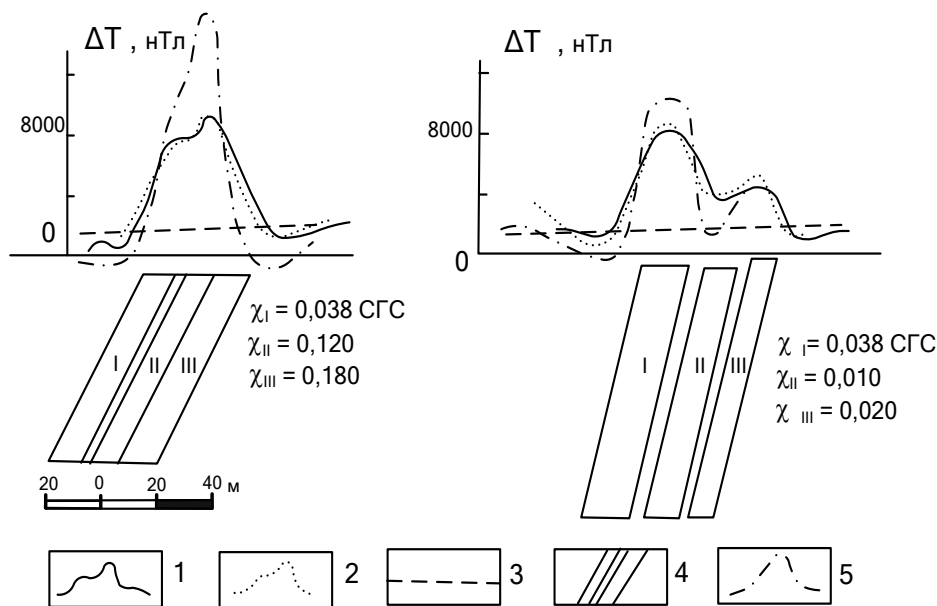 ΔT , нТл
8000
0
I
II
III
χI = 0,038 СГС
χII = 0,120
χIII = 0,180
20 0 20 40 м
ΔT , нТл
8000
0
I
II
III
χ I= 0,038 СГС
χII = 0,010
χ III = 0,020
1
2
3
4
5